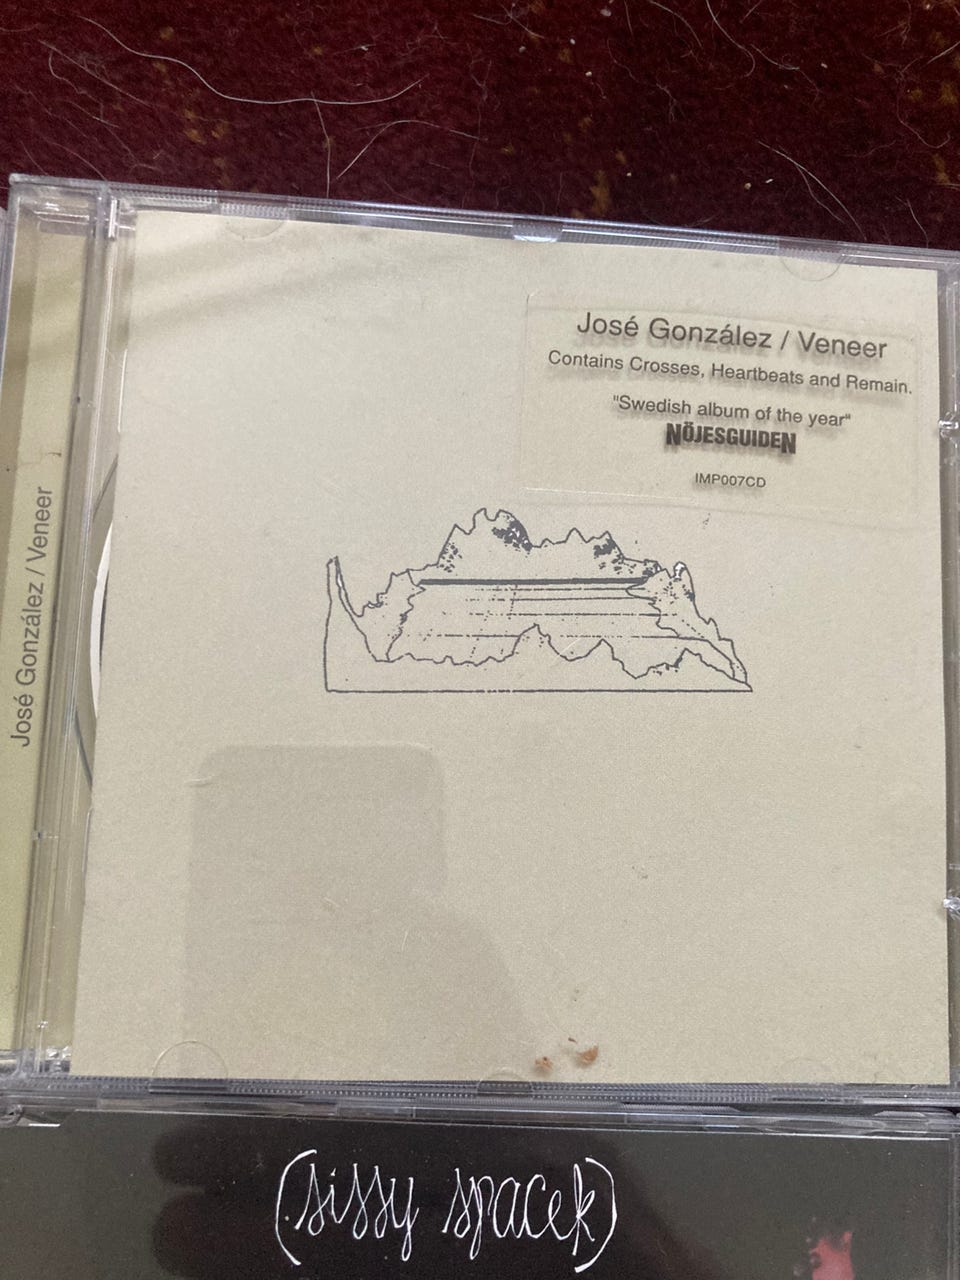 José González / Veneer
Contains Crosses, Heartbeats and Remain.
"Swedish album of the year"
NÖJESGUIDEN
IMP007CD
José González / Veneer
(sissy spacek)